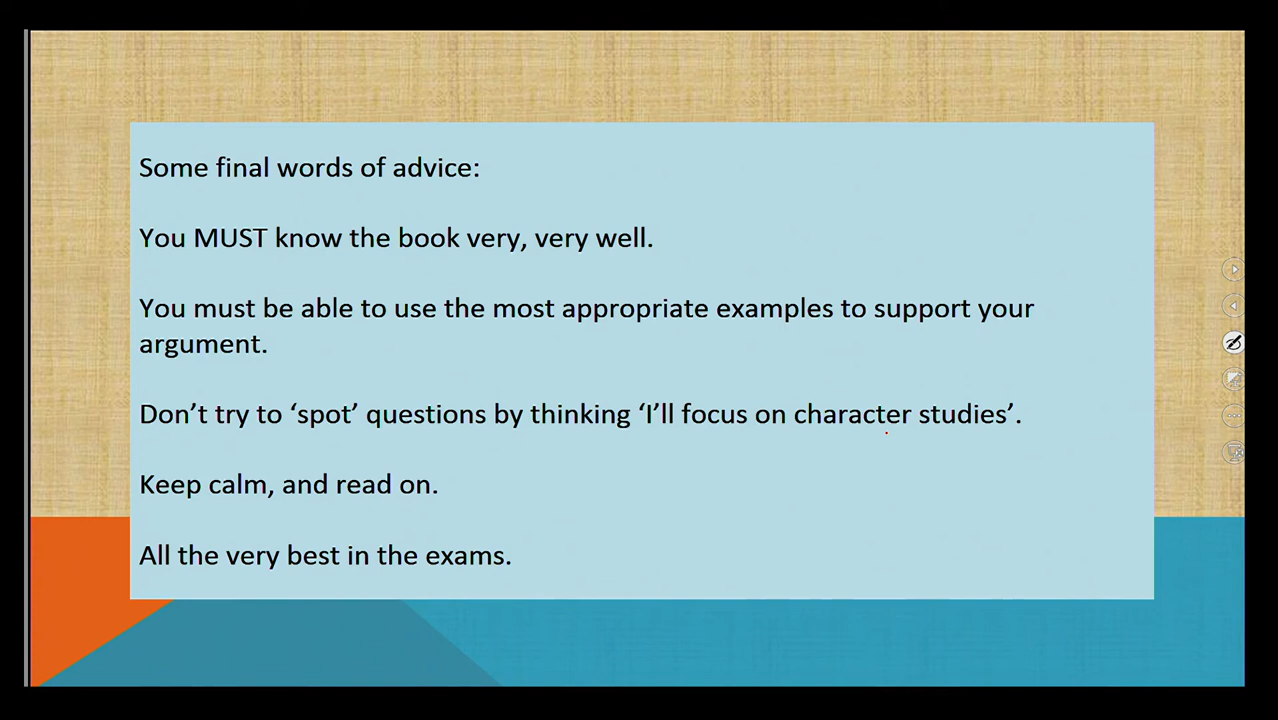 Some final words of advice:
You MUST know the book very, very well.
You must be able to use the most appropriate examples to support your
argument.
Don’t try to ‘spot’ questions by thinking ‘I’ll focus on character studies’.
Keep calm, and read on.
All the very best in the exams.